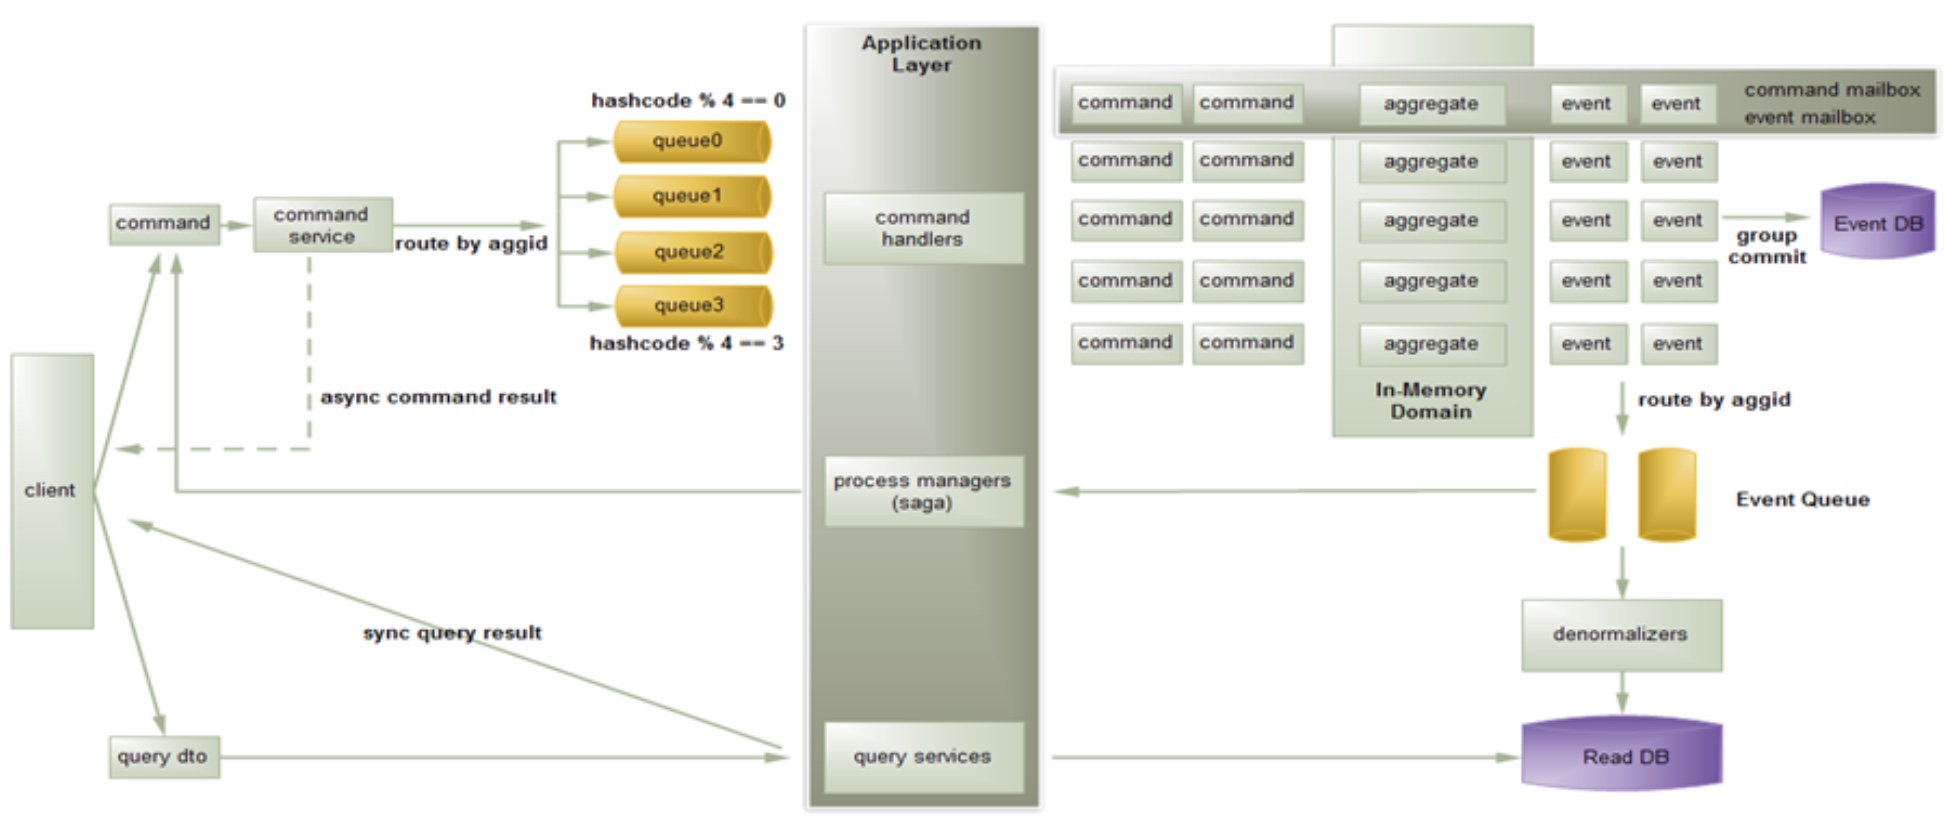 Application
Layer
hashcode % 4 == 0
queue0
queue1
queue2
queue3
hashcode % 4 == 3
command
command
service
route by aggid
async command result
client
sync query result
query dto
command
handlers
process managers
(saga)
query services
command command aggregate event event
command mailbox
event mailbox
command command aggregate event event
command command aggregate event event
command command aggregate event event
command command aggregate event event
In-Memory
Domain
group
commit
Event DB
route by aggid
Event Queue
denormalizers
Read DB